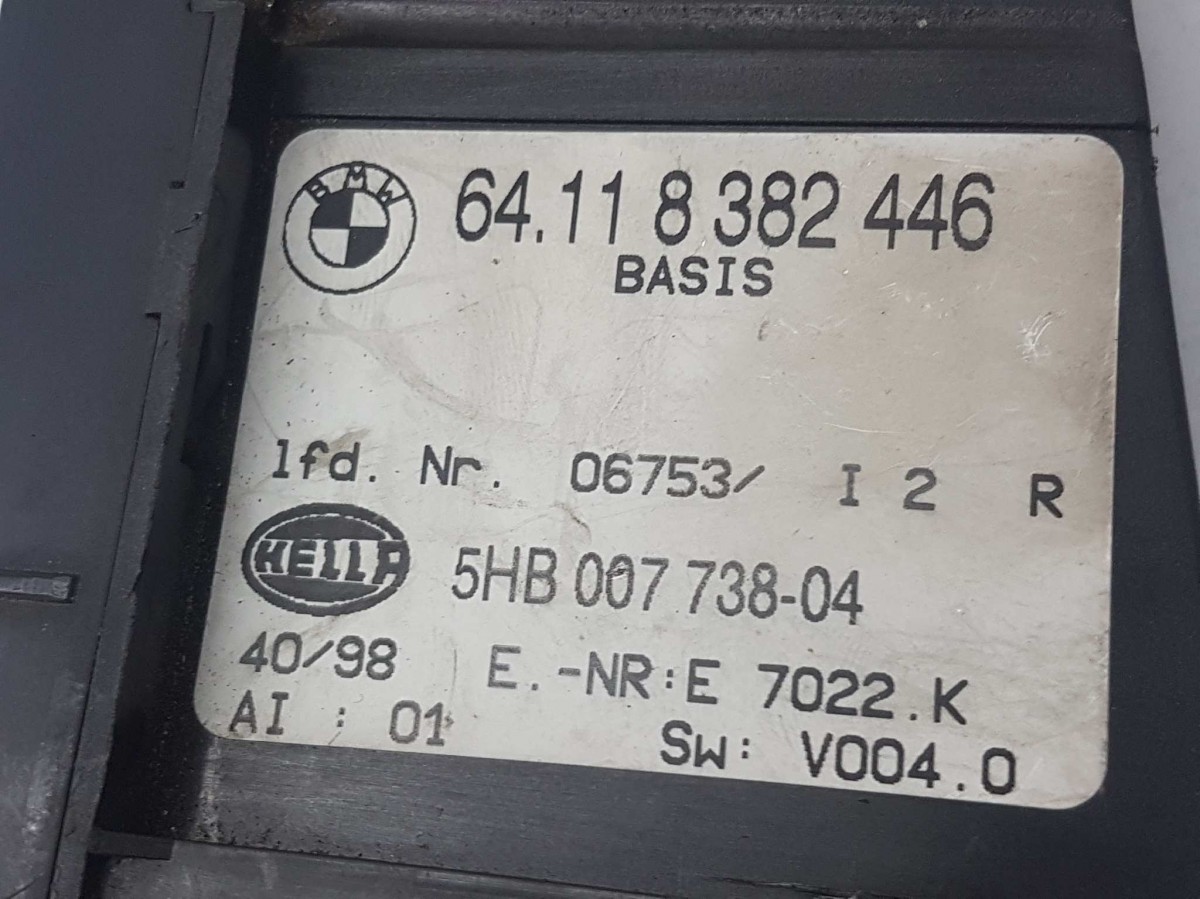 BMW
64.11 8 382 446
BASIS
lfd. Nr. 06753/ I 2 R
HELLA
5HB 007 738-04
40/98 E.-NR:E 7022.K
AI : 01
SW: V004.0